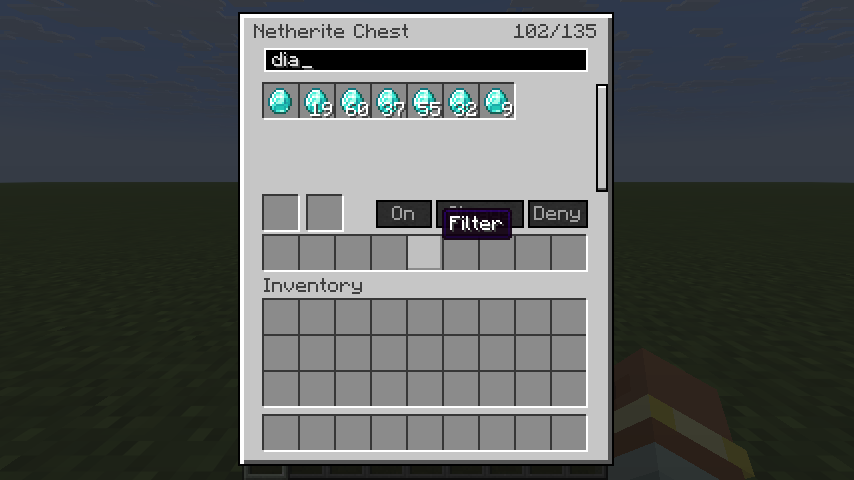 Netherite Chest 102/135
dia_
19 60 37 55 32 9
On Deny
Filter
Inventory